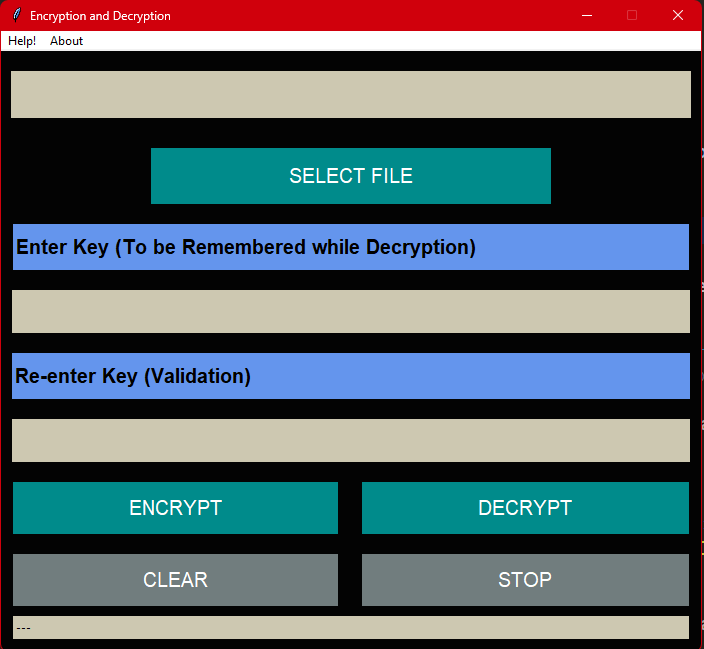 Encryption and Decryption
Help! About
SELECT FILE
Enter Key (To be Remembered while Decryption)
Re-enter Key (Validation)
ENCRYPT DECRYPT
CLEAR STOP
---